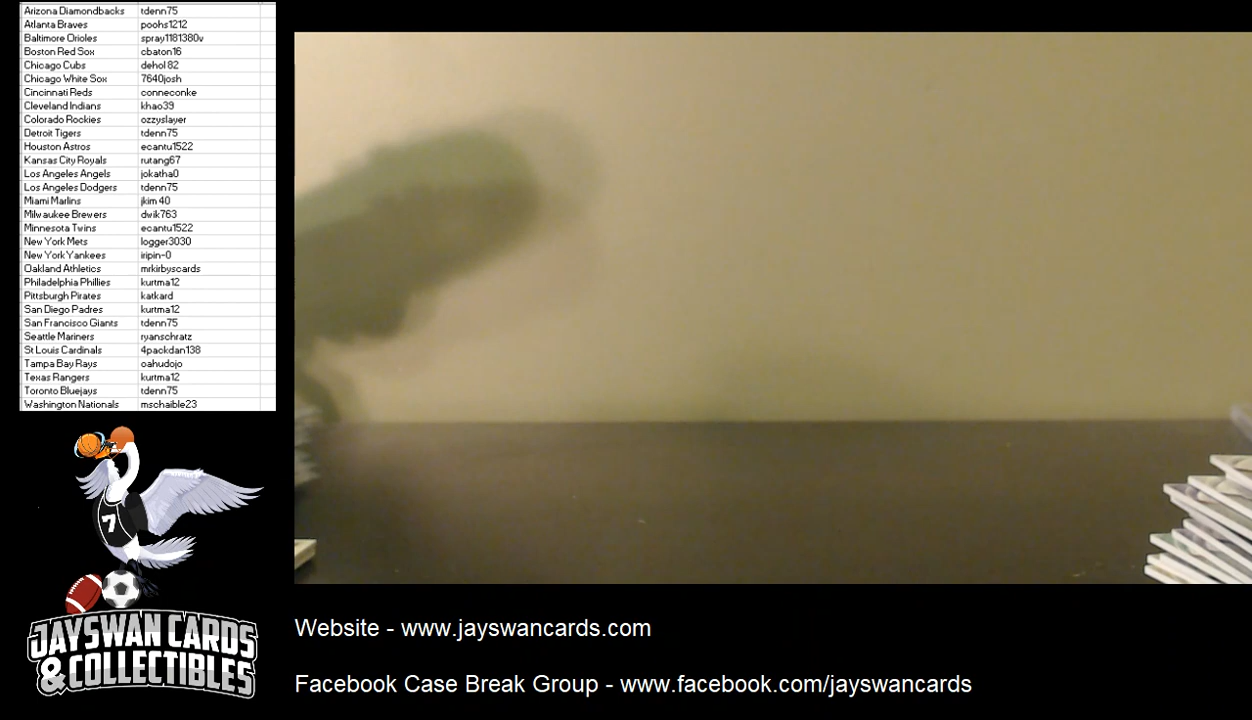 Arizona Diamondbacks tdenn75
Atlanta Braves poohs1212
Baltimore Orioles spray1181380v
Boston Red Sox cbaton16
Chicago Cubs dehol 82
Chicago White Sox 7640josh
Cincinnati Reds conneconke
Cleveland Indians khao39
Colorado Rockies ozzyslayer
Detroit Tigers tdenn75
Houston Astros ecantu1522
Kansas City Royals rutang67
Los Angeles Angels jokatha0
Los Angeles Dodgers tdenn75
Miami Marlins jkim 40
Milwaukee Brewers dwik763
Minnesota Twins ecantu1522
New York Mets logger3030
New York Yankees iripin-0
Oakland Athletics mrkirbyscards
Philadelphia Phillies kurtma12
Pittsburgh Pirates katkard
San Diego Padres kurtma12
San Francisco Giants tdenn75
Seattle Mariners ryanschratz
St Louis Cardinals 4packdan138
Tampa Bay Rays oahudojo
Texas Rangers kurtma12
Toronto Bluejays tdenn75
Washington Nationals mschaible23
7
JAYSWAN CARDS
& COLLECTIBLES
Website - www.jayswancards.com
Facebook Case Break Group - www.facebook.com/jayswancards